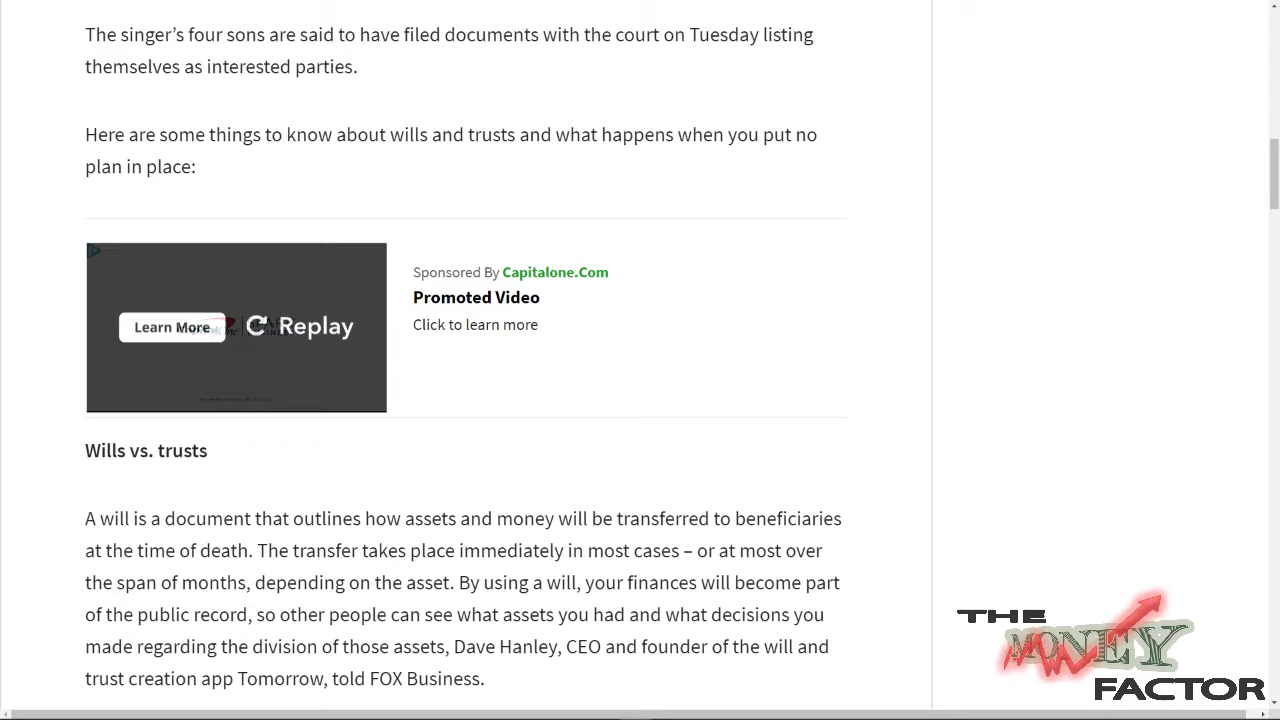 The singer’s four sons are said to have filed documents with the court on Tuesday listing
themselves as interested parties.
Here are some things to know about wills and trusts and what happens when you put no
plan in place:
Learn More
Replay
Sponsored By Capitalone.Com
Promoted Video
Click to learn more
Wills vs. trusts
A will is a document that outlines how assets and money will be transferred to beneficiaries
at the time of death. The transfer takes place immediately in most cases – or at most over
the span of months, depending on the asset. By using a will, your finances will become part
of the public record, so other people can see what assets you had and what decisions you
made regarding the division of those assets, Dave Hanley, CEO and founder of the will and
trust creation app Tomorrow, told FOX Business.
THE
MONEY
FACTOR